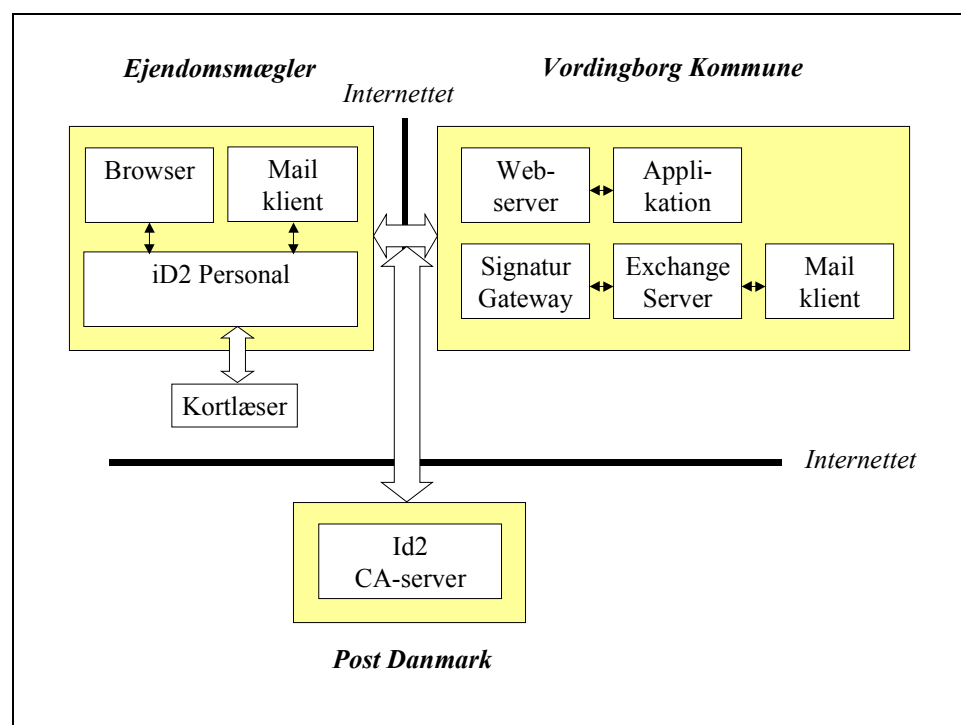 Ejendomsmægler
Vordingborg Kommune
Internettet
Browser
Mail
klient
iD2 Personal
Kortlæser
Web-
server
Appli-
kation
Signatur
Gateway
Exchange
Server
Mail
klient
Internettet
Id2
CA-server
Post Danmark